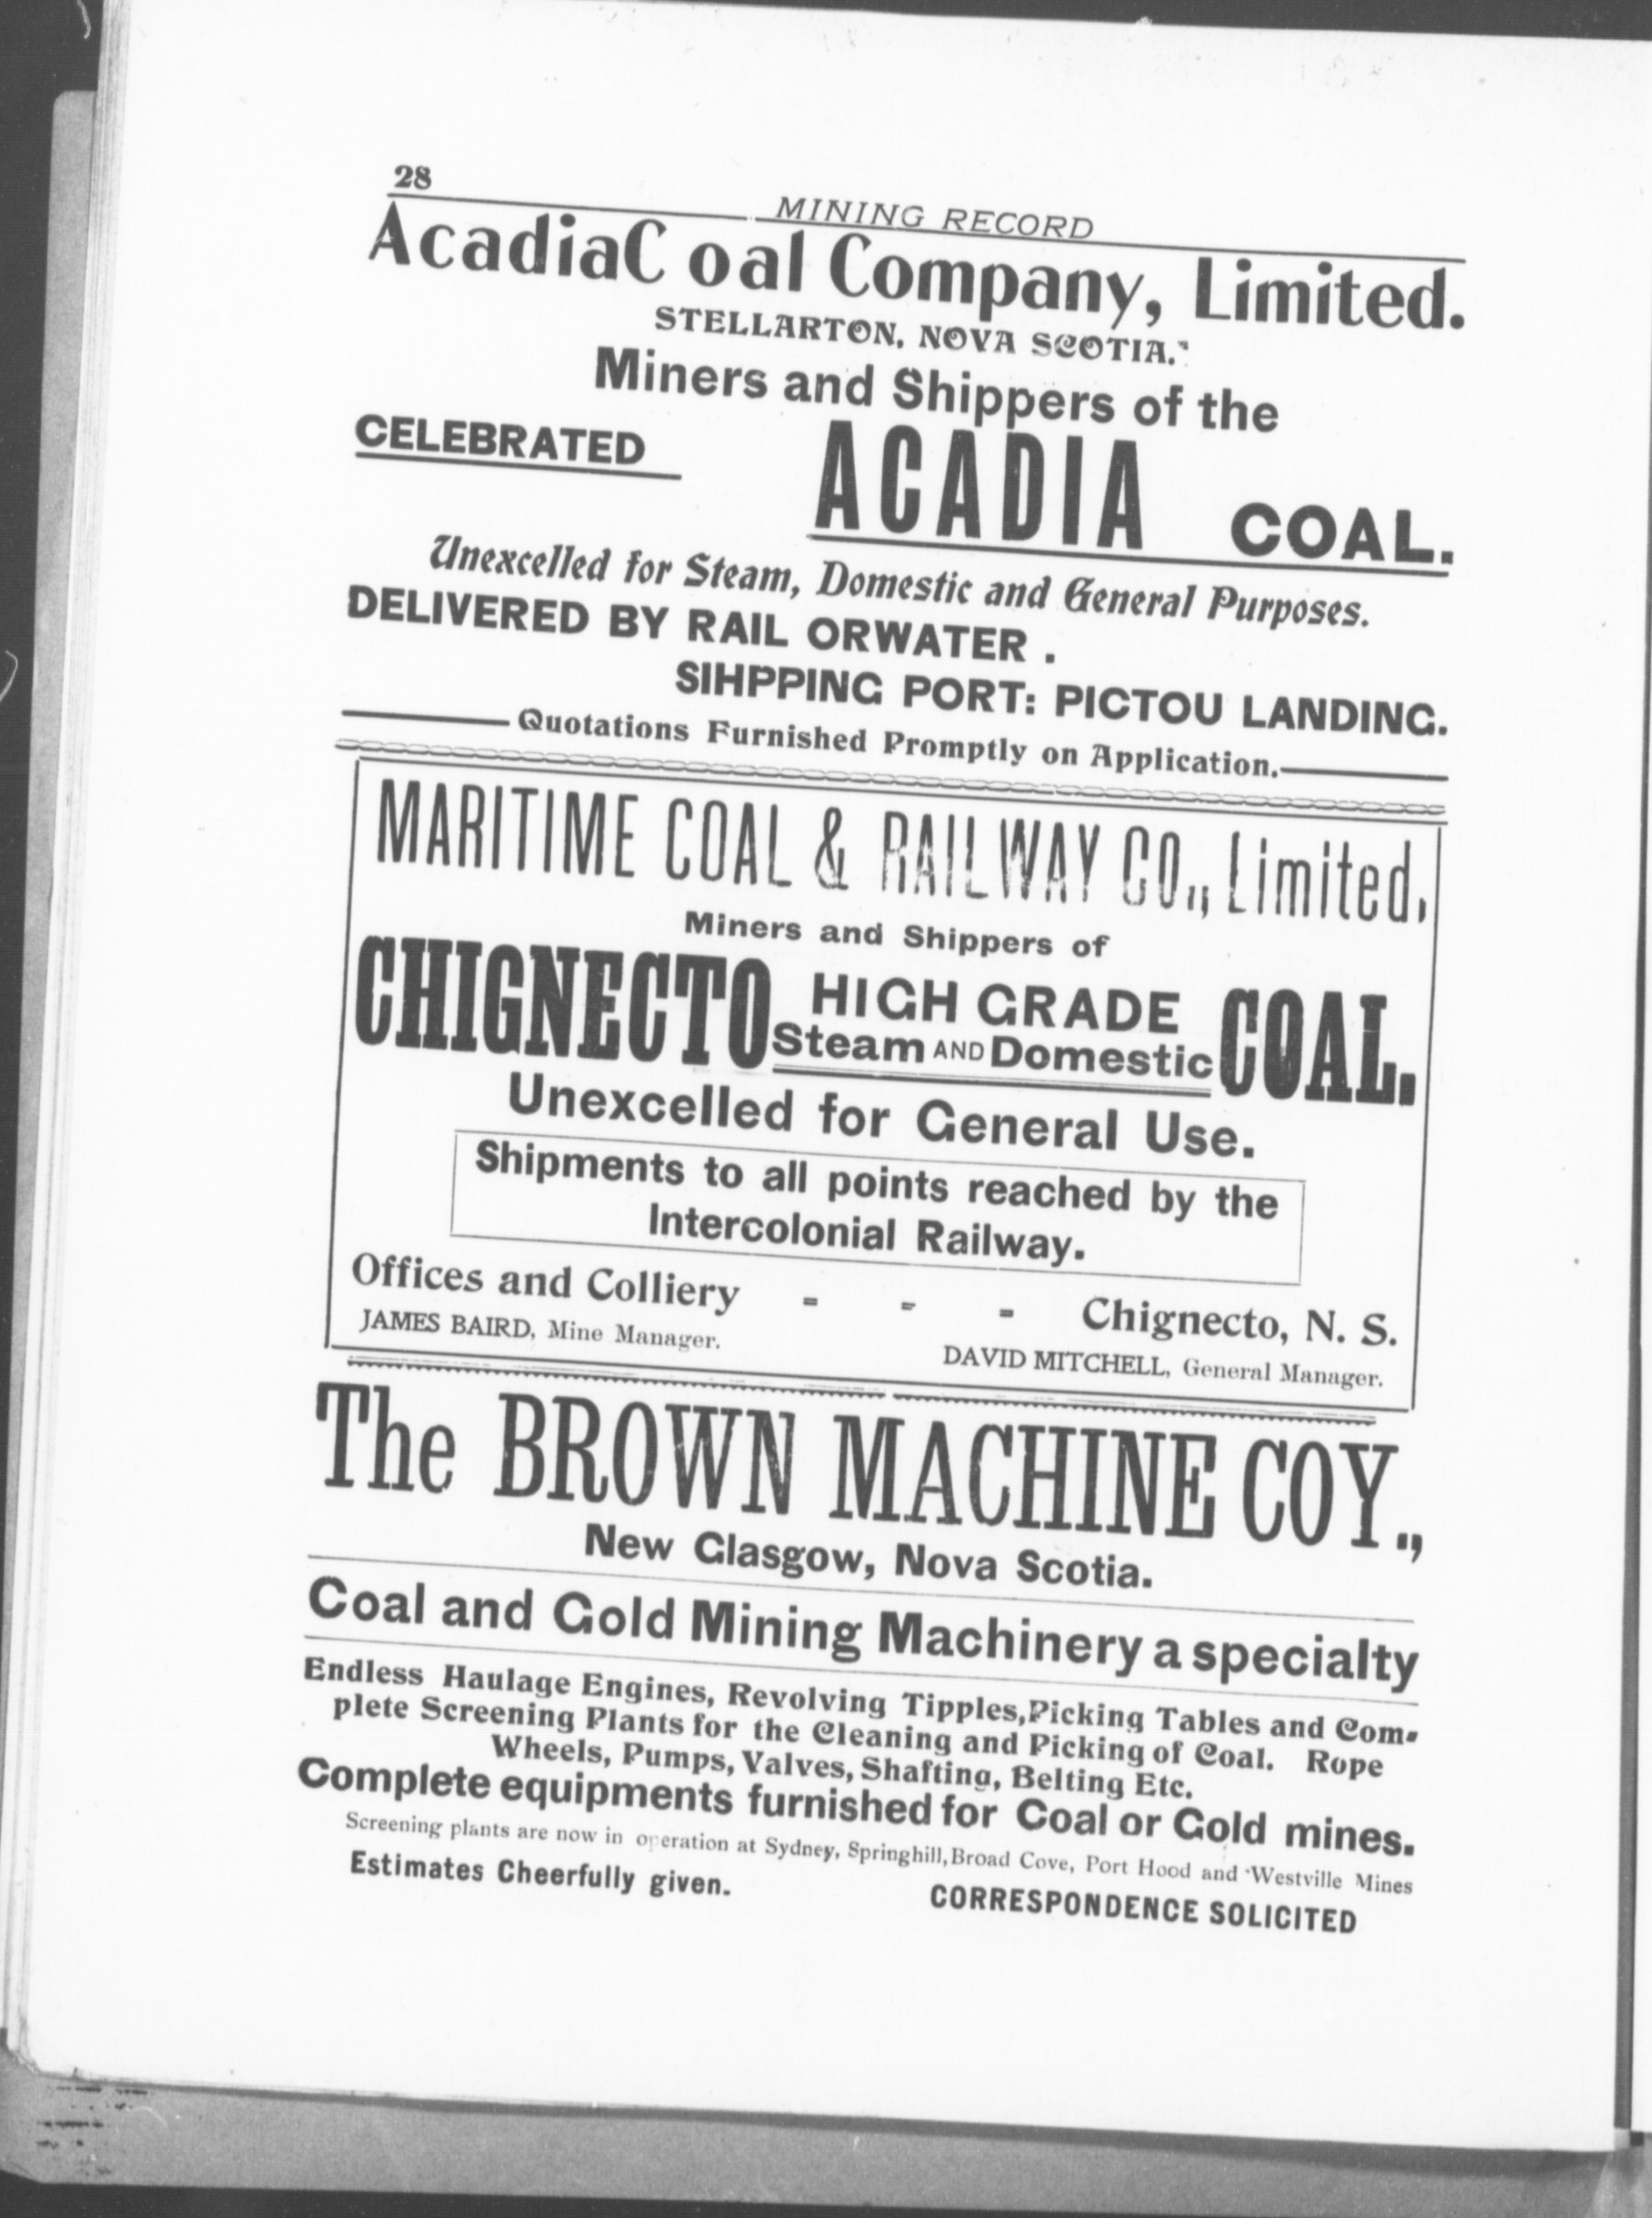 28
MINING RECORD
AcadiaC oal Company, Limited.
STELLARTON, NOVA SCOTIA.
Miners and Shippers of the
CELEBRATED ACADIA COAL.
Unexcelled for Steam, Domestic and General Purposes.
DELIVERED BY RAIL ORWATER .
SIHPPING PORT: PICTOU LANDING.
Quotations Furnished Promptly on Application.
MARITIME COAL & RAILWAY CO., Limited,
Miners and Shippers of
CHIGNECTO HIGH GRADE Steam AND Domestic COAL.
Unexcelled for General Use.
Shipments to all points reached by the
Intercolonial Railway.
Offices and Colliery - - - Chignecto, N. S.
JAMES BAIRD, Mine Manager.
DAVID MITCHELL, General Manager.
The BROWN MACHINE COY.,
New Glasgow, Nova Scotia.
Coal and Gold Mining Machinery a specialty
Endless Haulage Engines, Revolving Tipples, Picking Tables and Com-
plete Screening Plants for the Cleaning and Picking of Coal. Rope
Wheels, Pumps, Valves, Shafting, Belting Etc.
Complete equipments furnished for Coal or Gold mines.
Screening plants are now in operation at Sydney, Springhill, Broad Cove, Port Hood and Westville Mines
Estimates Cheerfully given.
CORRESPONDENCE SOLICITED